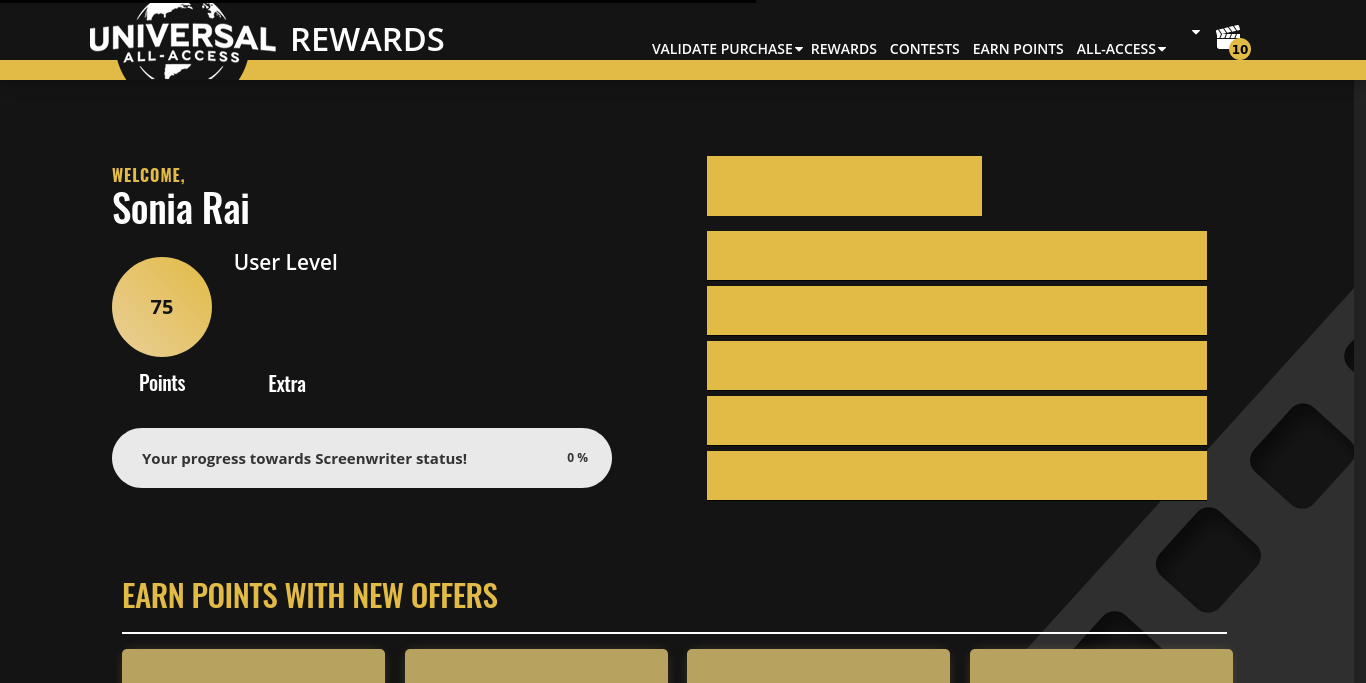 UNIVERSAL
ALL-ACCESS
REWARDS
VALIDATE PURCHASE REWARDS CONTESTS EARN POINTS ALL-ACCESS
10
WELCOME,
Sonia Rai
75
User Level
Points
Extra
Your progress towards Screenwriter status! 0 %
EARN POINTS WITH NEW OFFERS